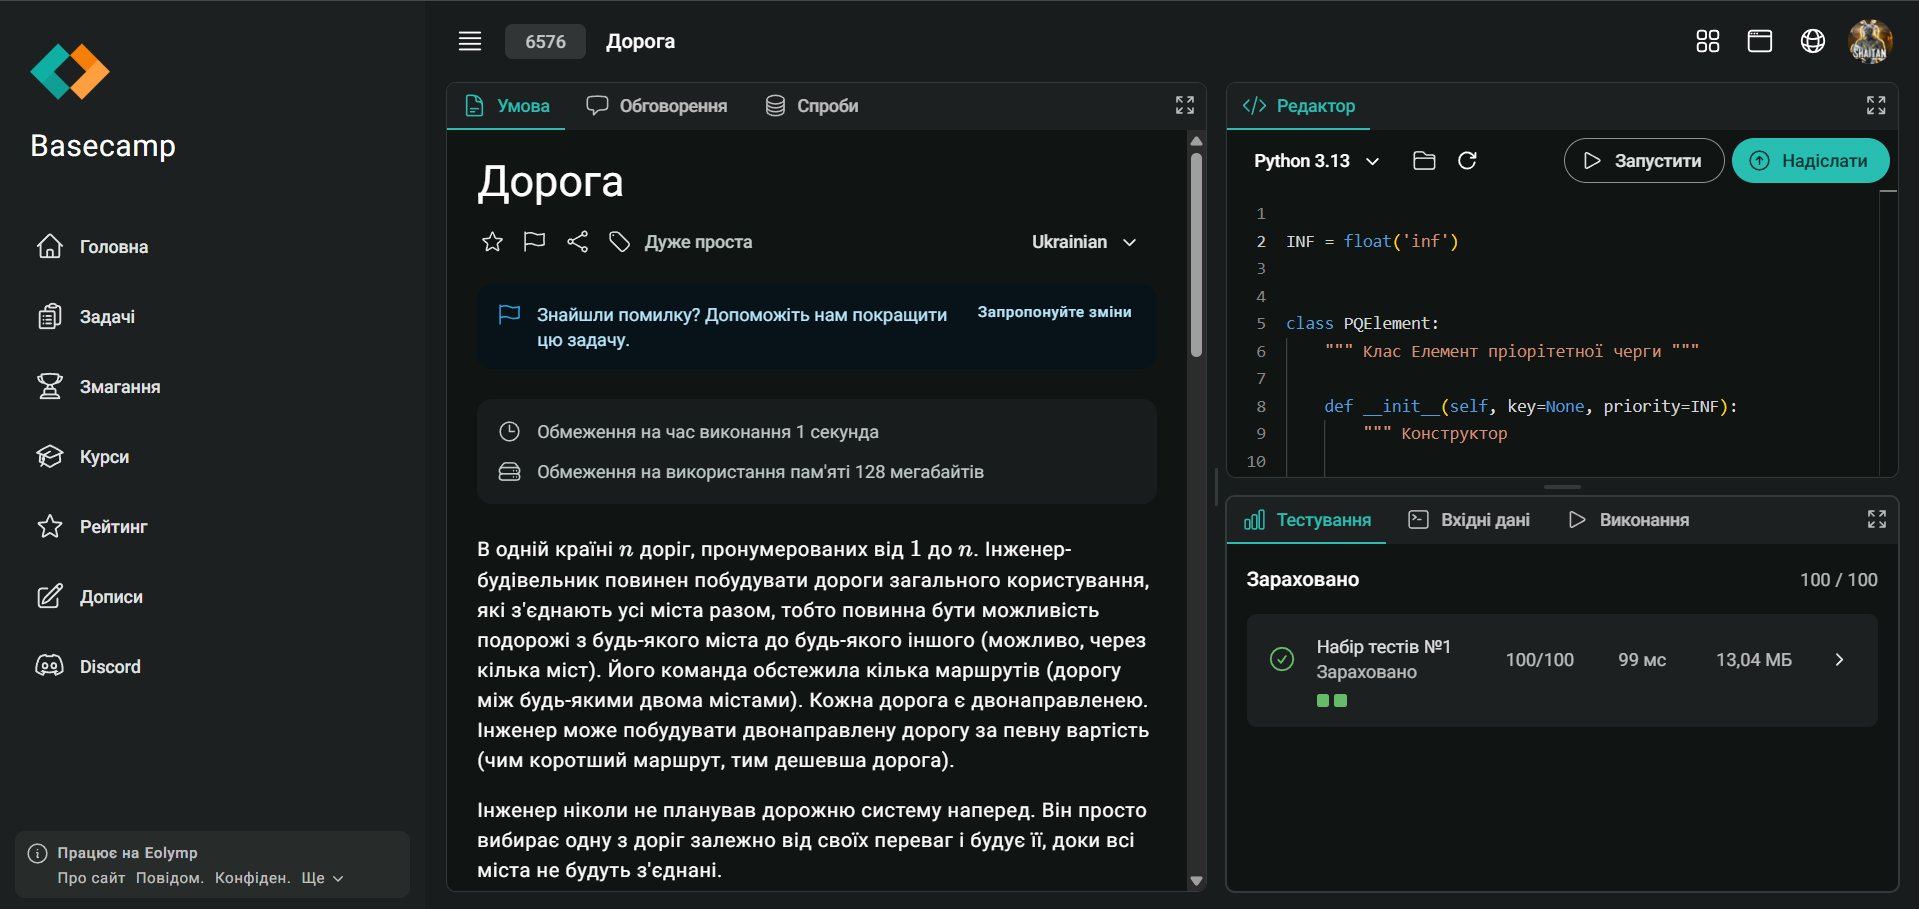 Basecamp
Головна
Задачі
Змагання
Курси
Рейтинг
Дописи
Discord
Працює на Eolymp
Про сайт Повідом. Конфіден. Ще
6576 Дорога
SHAITAN
Умова Обговорення Спроби
Дорога
Дуже проста
Ukrainian
Знайшли помилку? Допоможіть нам покращити
цю задачу.
Запропонуйте зміни
Обмеження на час виконання 1 секунда
Обмеження на використання пам'яті 128 мегабайтів
В одній країні n доріг, пронумерованих від 1 до n. Інженер-
будівельник повинен побудувати дороги загального користування,
які з'єднають усі міста разом, тобто повинна бути можливість
подорожі з будь-якого міста до будь-якого іншого (можливо, через
кілька міст). Його команда обстежила кілька маршрутів (дорогу
між будь-якими двома містами). Кожна дорога є двонаправленею.
Інженер може побудувати двонаправлену дорогу за певну вартість
(чим коротший маршрут, тим дешевша дорога).
Інженер ніколи не планував дорожню систему наперед. Він просто
вибирає одну з доріг залежно від своїх переваг і будує її, доки всі
міста не будуть з'єднані.
Редактор
Python 3.13
Запустити
Надіслати
1
2 INF = float('inf')
3
4
5 class PQElement:
6 """ Клас Елемент пріорітетної черги """
7
8 def __init__(self, key=None, priority=INF):
9 """ Конструктор
10
Тестування Вхідні дані Виконання
Зараховано 100 / 100
Набір тестів №1
Зараховано
100/100 99 мс 13,04 МБ